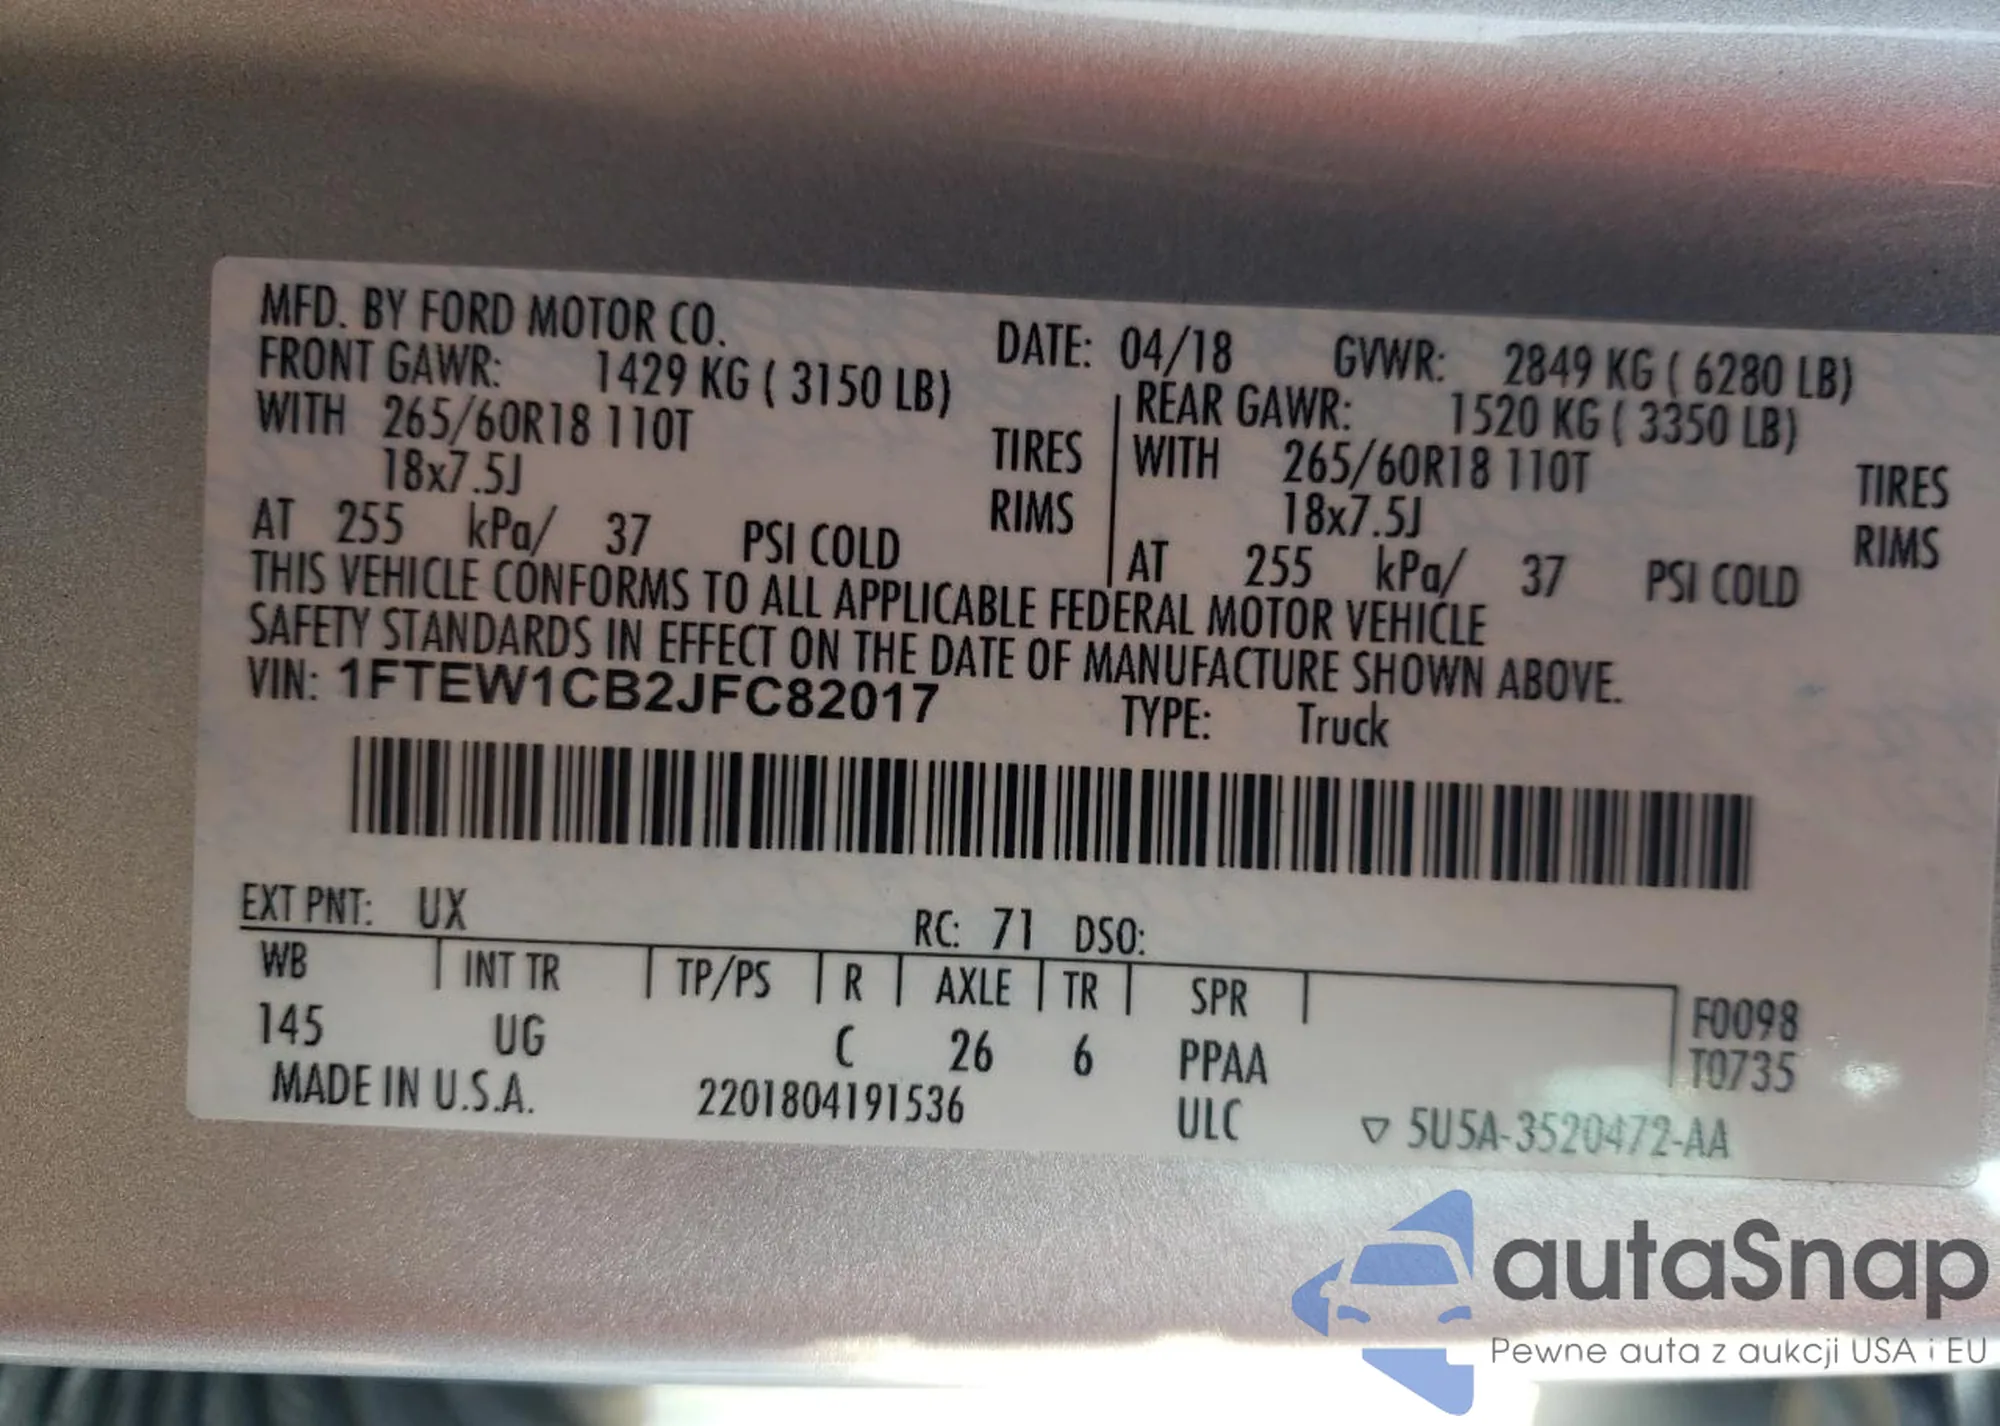 MFD. BY FORD MOTOR CO.
DATE: 04/18 GVWR: 2849 KG ( 6280 LB)
FRONT GAWR: 1429 KG ( 3150 LB)
WITH 265/60R18 110T TIRES
18x7.5J RIMS
AT 255 kPa/ 37 PSI COLD
REAR GAWR: 1520 KG ( 3350 LB)
WITH 265/60R18 110T TIRES
18x7.5J RIMS
AT 255 kPa/ 37 PSI COLD
THIS VEHICLE CONFORMS TO ALL APPLICABLE FEDERAL MOTOR VEHICLE
SAFETY STANDARDS IN EFFECT ON THE DATE OF MANUFACTURE SHOWN ABOVE.
VIN: 1FTEW1CB2JFC82017 TYPE: Truck
EXT PNT: UX RC: 71 DSO:
WB INT TR TP/PS R AXLE TR SPR
145 UG C 26 6 PPAA
F0098
T0735
MADE IN U.S.A. 2201804191536 ULC ▽ 5U5A-3520472-AA
autaSnap
Pewne auta z aukcji USA i EU